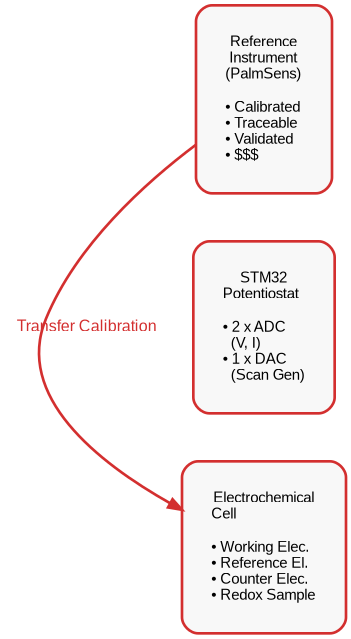 Reference
Instrument
(PalmSens)
• Calibrated
• Traceable
• Validated
• $$$
Transfer Calibration
STM32
Potentiostat
• 2 x ADC
(V, I)
• 1 x DAC
(Scan Gen)
Electrochemical
Cell
• Working Elec.
• Reference El.
• Counter Elec.
• Redox Sample